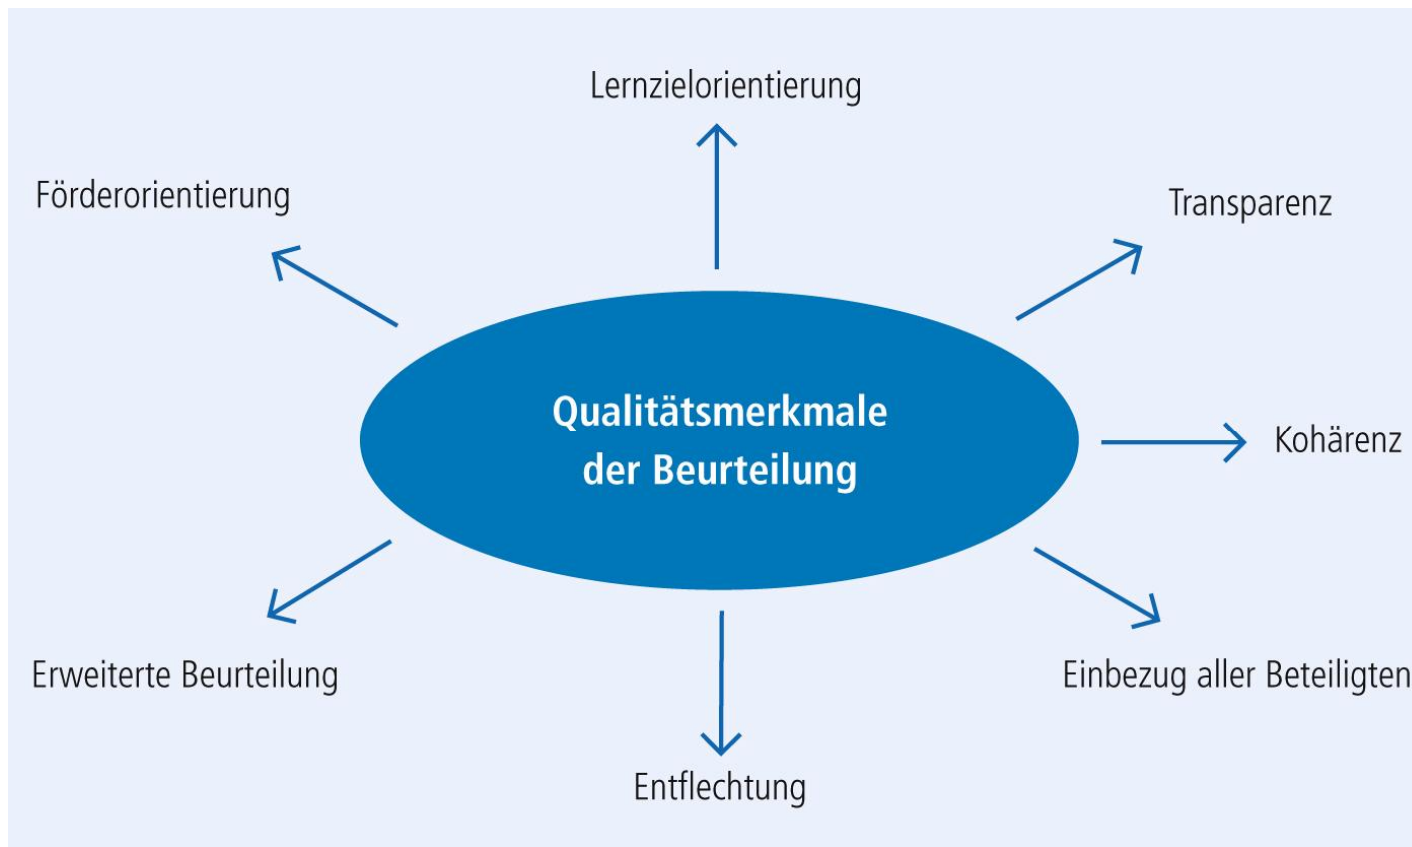 Lernzielorientierung
Förderorientierung
Transparenz
Qualitätsmerkmale
der Beurteilung
Kohärenz
Erweiterte Beurteilung
Einbezug aller Beteiligten
Entflechtung